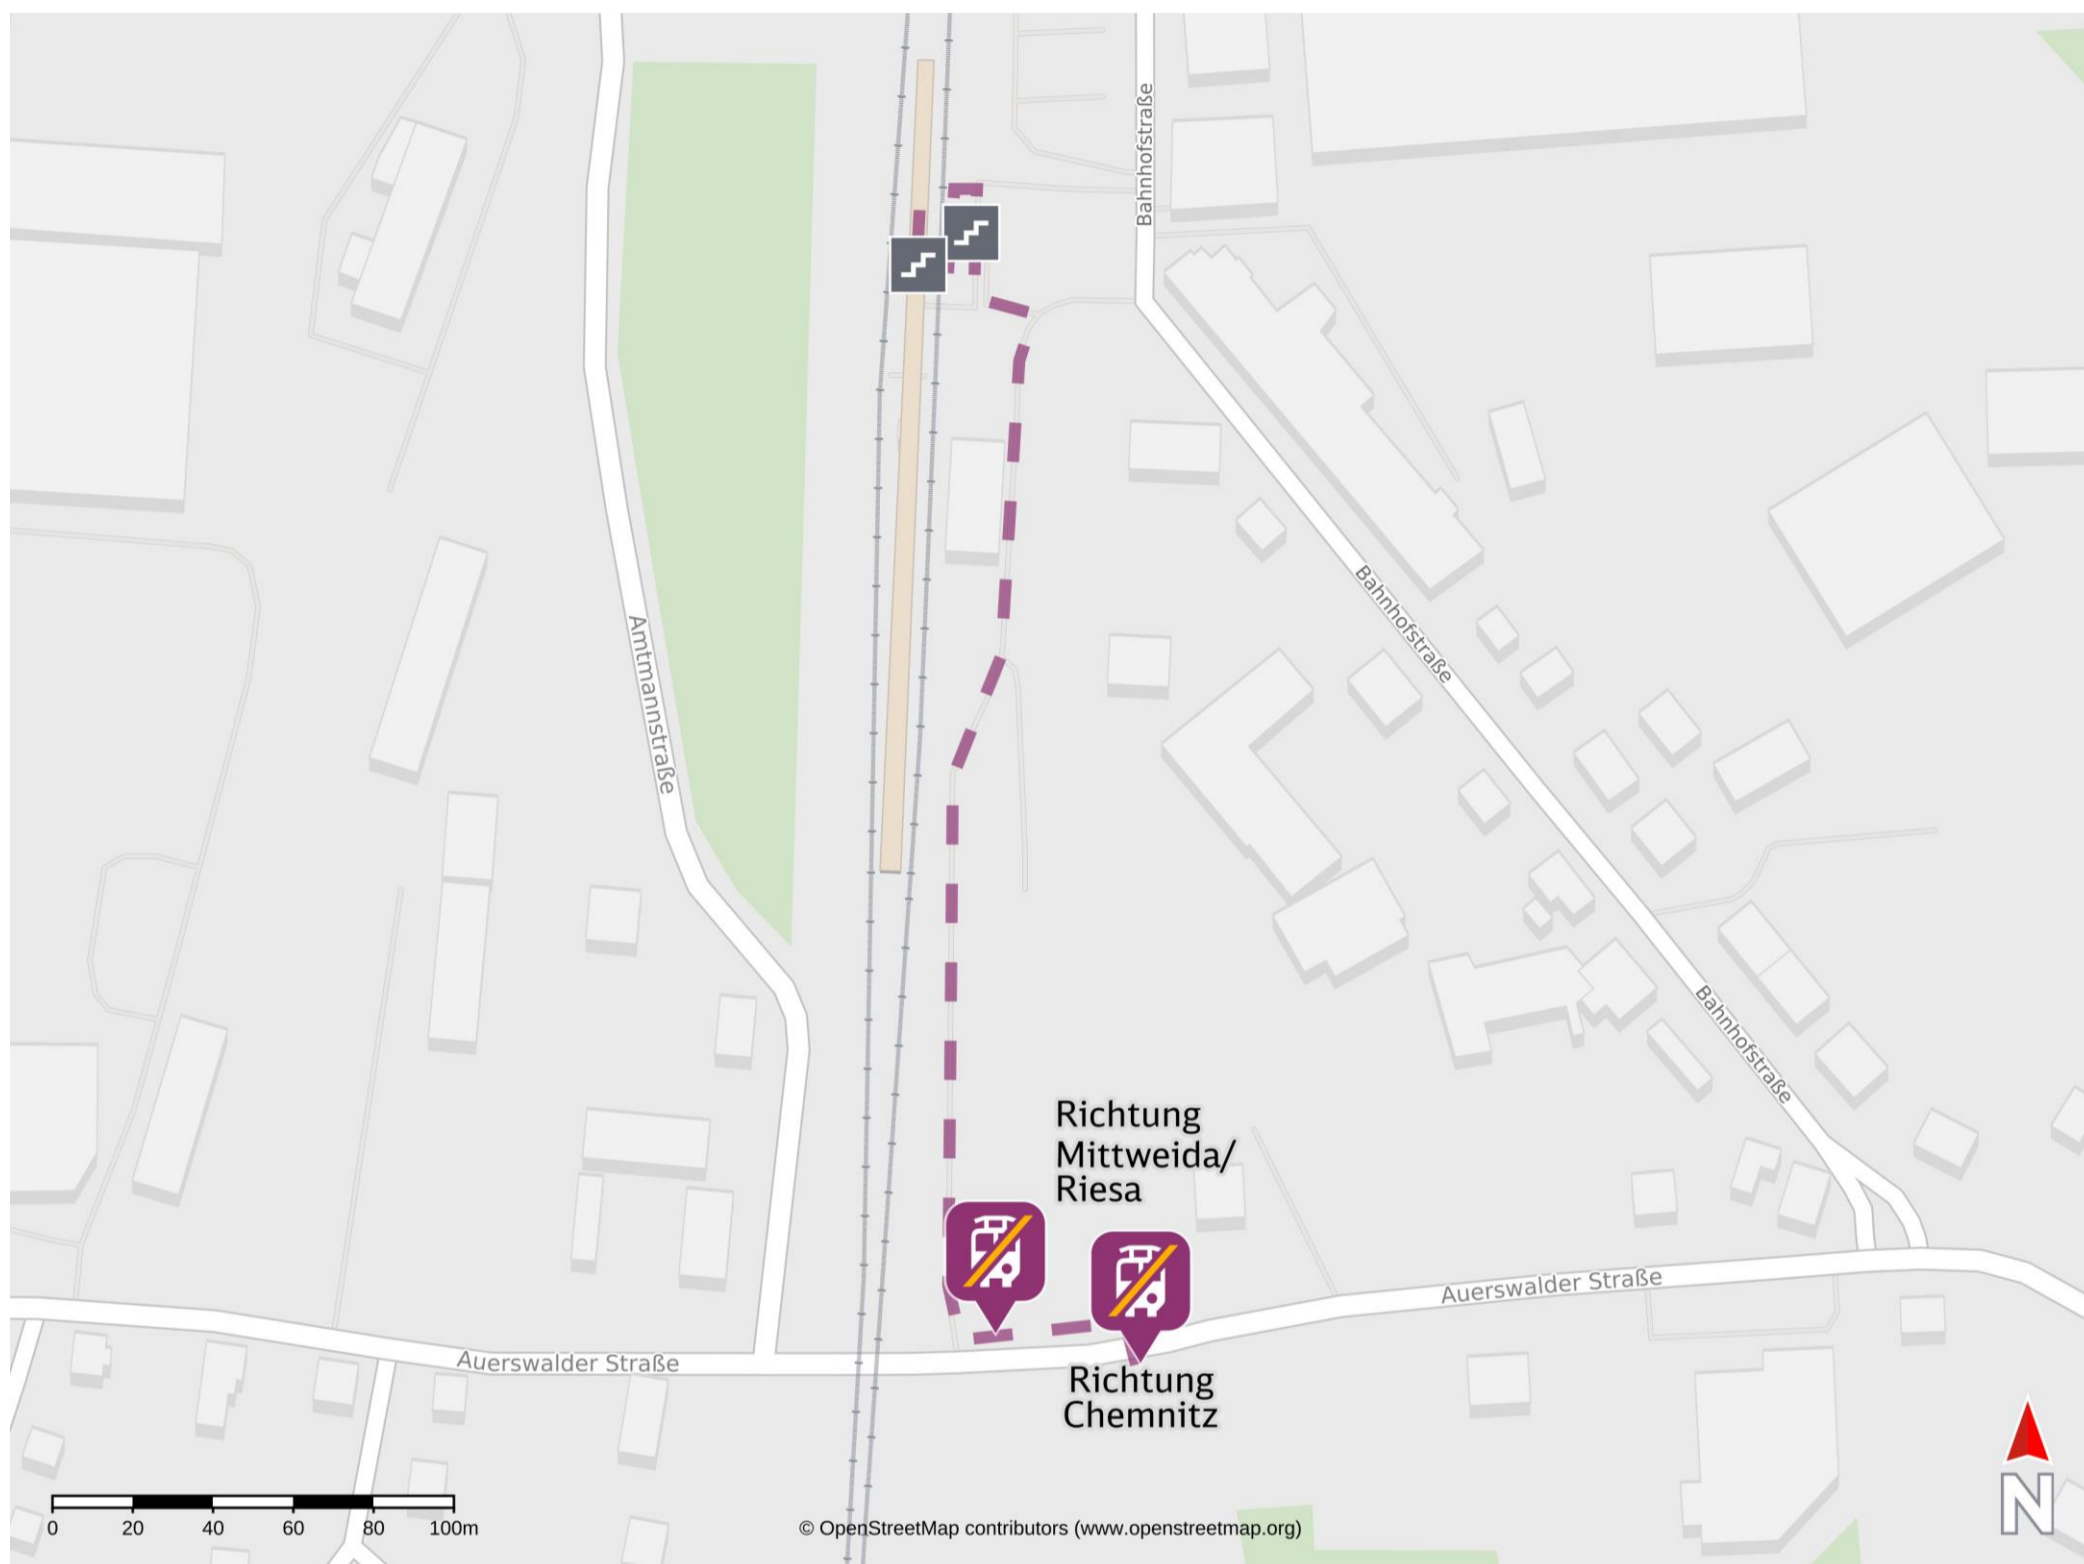 Bahnhofstraße
Bahnhofstraße
Amtmannstraße
Bahnhofstraße
Richtung
Mittweida/
Riesa
Auerswalder Straße
Auerswalder Straße
Richtung
Chemnitz
0 20 40 60 80 100m
© OpenStreetMap contributors (www.openstreetmap.org)
N